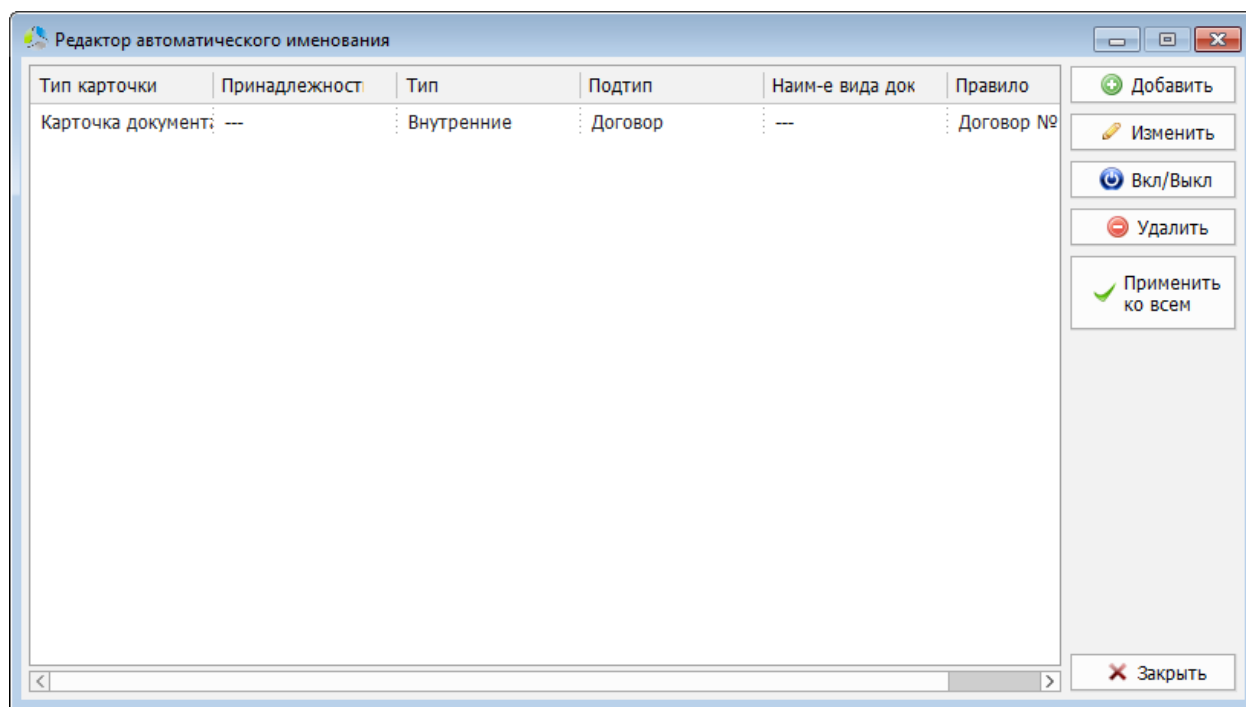 Редактор автоматического именования
Тип карточки Принадлежност Тип Подтип Наим-е вида док Правило
Карточка документа --- Внутренние Договор --- Договор №
Добавить
Изменить
Вкл/Выкл
Удалить
Применить
ко всем
Закрыть